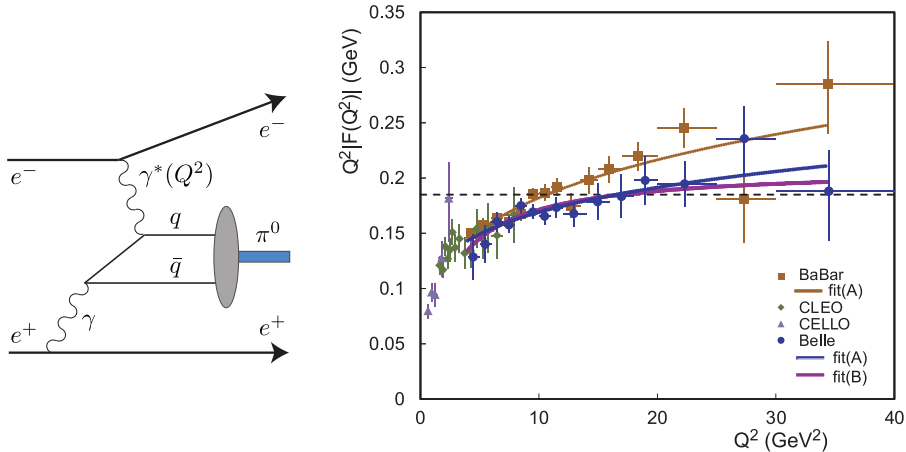 e⁻
e⁻
γ*(Q²)
q
q̄
π⁰
γ
e⁺
e⁺
Q²|F(Q²)| (GeV)
0.35
0.3
0.25
0.2
0.15
0.1
0.05
0
BaBar
fit(A)
CLEO
CELLO
Belle
fit(A)
fit(B)
0 10 20 30 40
Q² (GeV²)